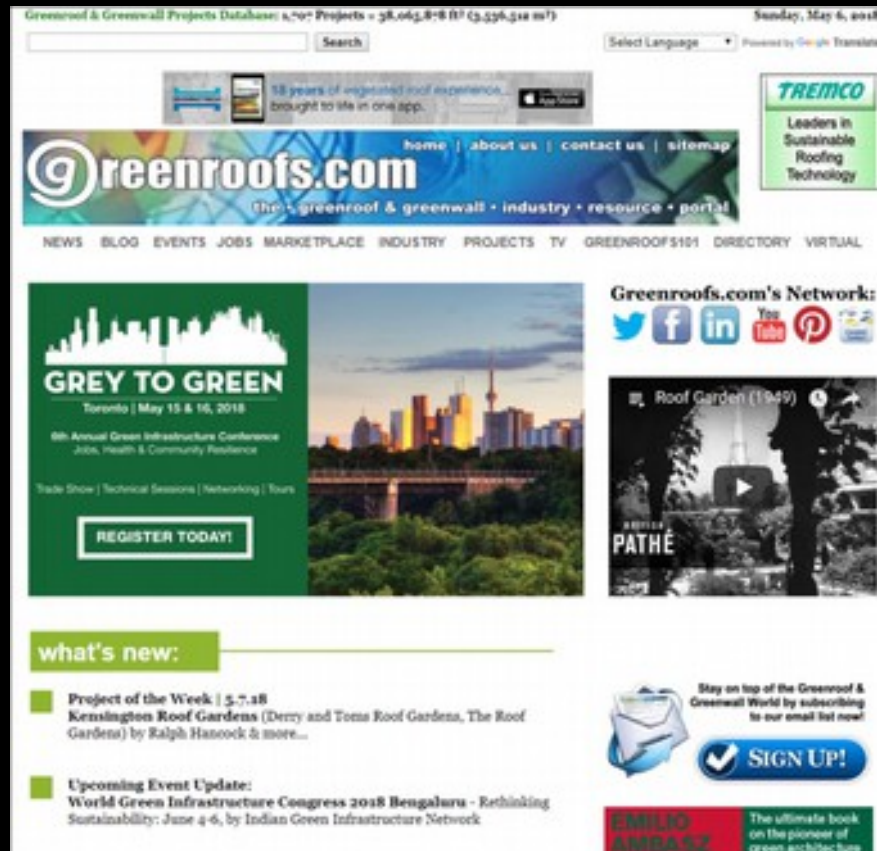 Greenroof & Greenwall Projects Database: 1,707 Projects = 38,065,878 ft² (3,536,512 m²)
Sunday, May 6, 2018
Search
Select Language
Powered by Google Translate
18 years of vegetated roof experience...
brought to life in one app.
App Store
TREMCO
Leaders in
Sustainable
Roofing
Technology
home | about us | contact us | sitemap
greenroofs.com
the • greenroof & greenwall • industry • resource • portal
NEWS BLOG EVENTS JOBS MARKETPLACE INDUSTRY PROJECTS TV GREENROOFS101 DIRECTORY VIRTUAL
GREY TO GREEN
Toronto | May 15 & 16, 2018
6th Annual Green Infrastructure Conference
Jobs, Health & Community Resilience
Trade Show | Technical Sessions | Networking | Tours
REGISTER TODAY!
Greenroofs.com's Network:
in
You
Tube
Roof Garden (1949)
BRITISH
PATHÉ
what's new:
Project of the Week | 5.7.18
Kensington Roof Gardens (Derry and Toms Roof Gardens, The Roof
Gardens) by Ralph Hancock & more...
Upcoming Event Update:
World Green Infrastructure Congress 2018 Bengaluru - Rethinking
Sustainability: June 4-6, by Indian Green Infrastructure Network
Stay on top of the Greenroof &
Greenwall World by subscribing
to our email list now!
SIGN UP!
EMILIO
AMBASZ
The ultimate book
on the pioneer of
green architecture